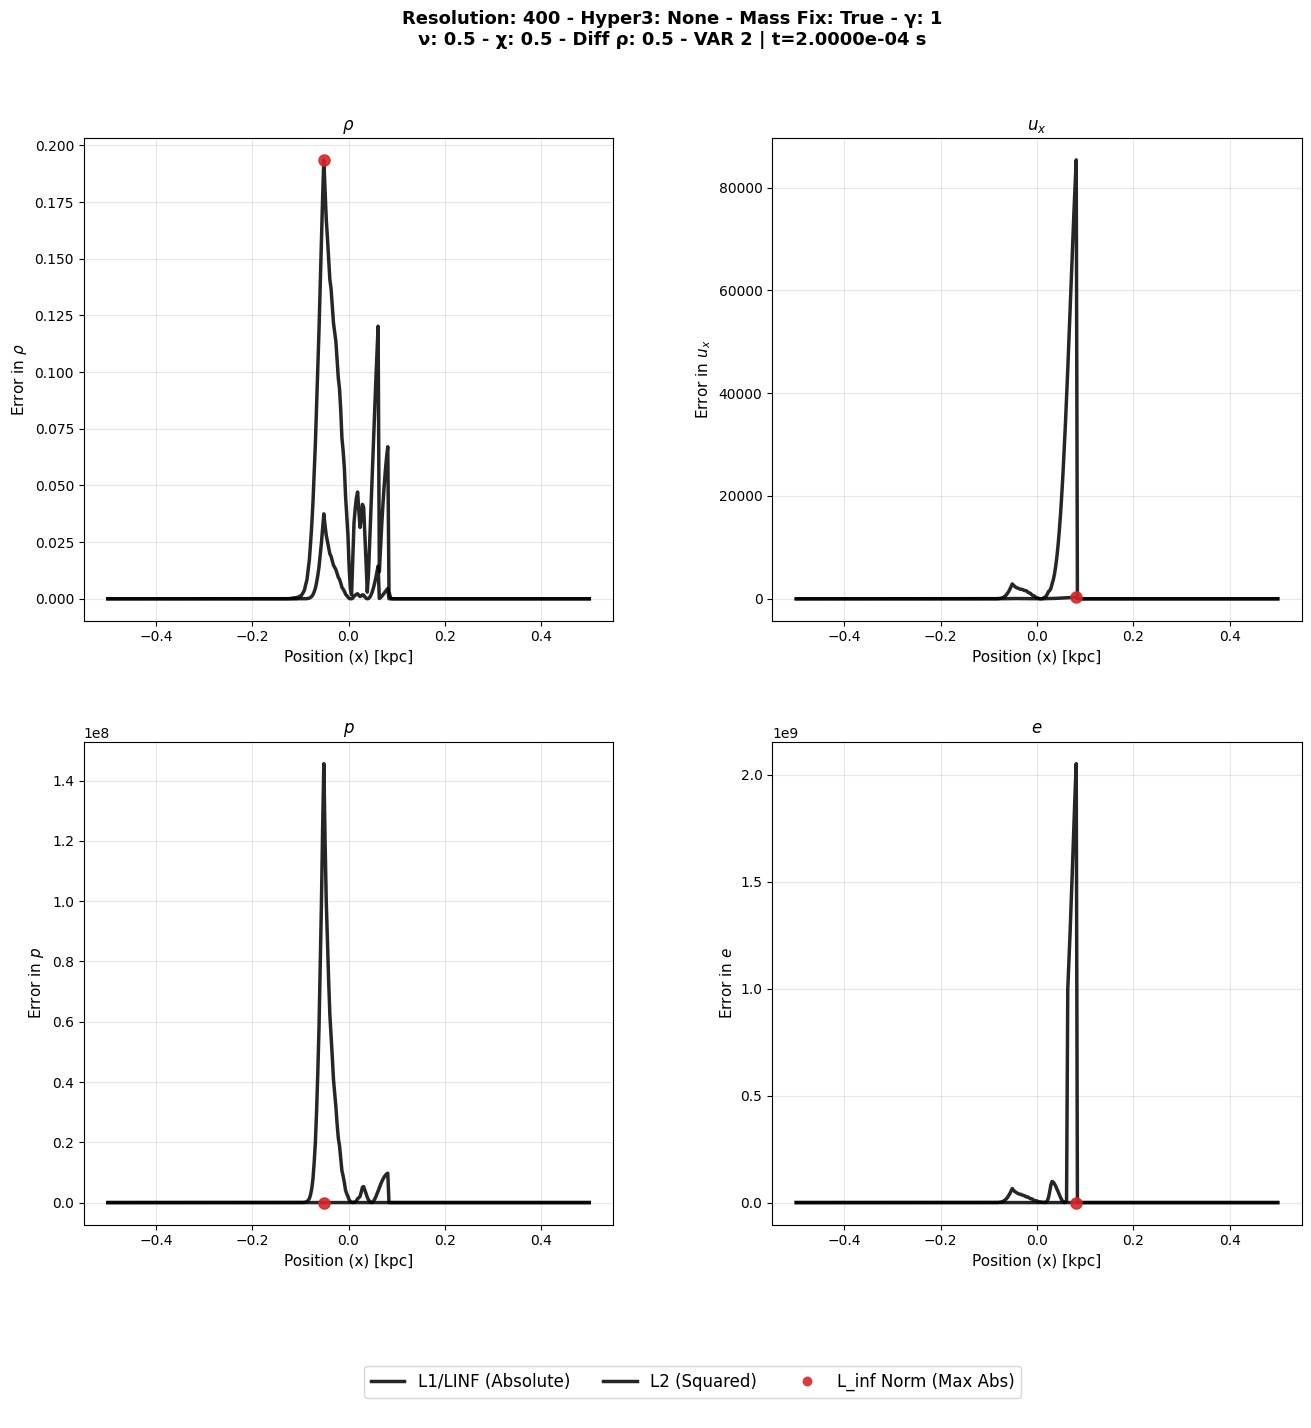 Resolution: 400 - Hyper3: None - Mass Fix: True - γ: 1
ν: 0.5 - χ: 0.5 - Diff ρ: 0.5 - VAR 2 | t=2.0000e-04 s
ρ
0.200
0.175
0.150
0.125
0.100
0.075
0.050
0.025
0.000
Error in ρ
−0.4 −0.2 0.0 0.2 0.4
Position (x) [kpc]
u_x
80000
60000
40000
20000
0
Error in u_x
−0.4 −0.2 0.0 0.2 0.4
Position (x) [kpc]
p
1e8
1.4
1.2
1.0
0.8
0.6
0.4
0.2
0.0
Error in p
−0.4 −0.2 0.0 0.2 0.4
Position (x) [kpc]
e
1e9
2.0
1.5
1.0
0.5
0.0
Error in e
−0.4 −0.2 0.0 0.2 0.4
Position (x) [kpc]
L1/LINF (Absolute) L2 (Squared) L_inf Norm (Max Abs)